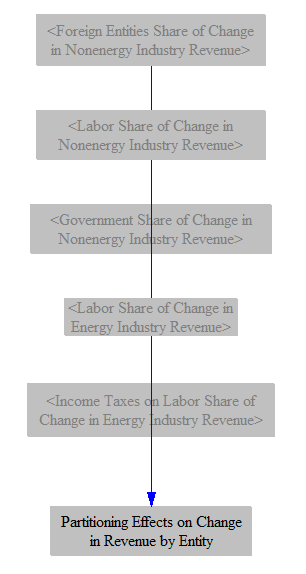 <Foreign Entities Share of Change
in Nonenergy Industry Revenue>
<Labor Share of Change in
Nonenergy Industry Revenue>
<Government Share of Change in
Nonenergy Industry Revenue>
<Labor Share of Change in
Energy Industry Revenue>
<Income Taxes on Labor Share of
Change in Energy Industry Revenue>
Partitioning Effects on Change
in Revenue by Entity